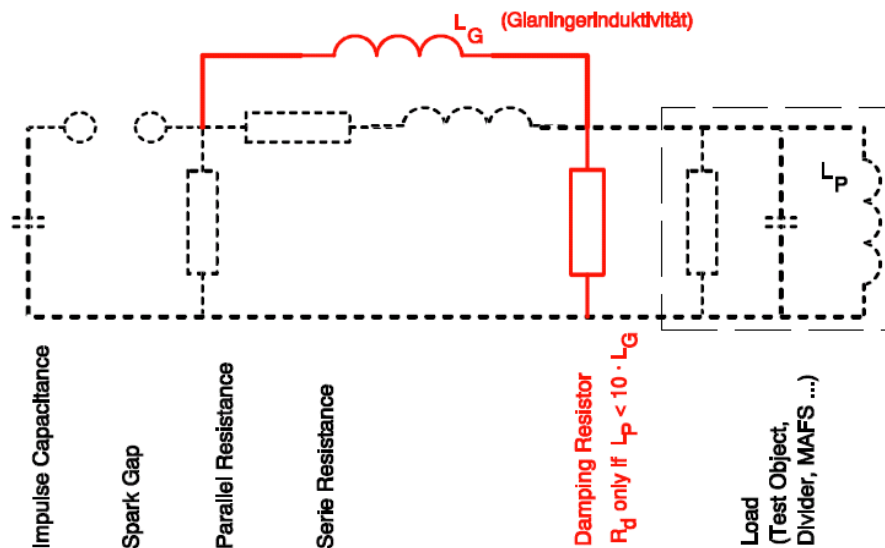 L_G (Glaningerinduktivität)
L_P
Impulse Capacitance
Spark Gap
Parallel Resistance
Serie Resistance
Damping Resistor
R_d only if L_P < 10 · L_G
Load
(Test Object,
Divider, MAFS ...)